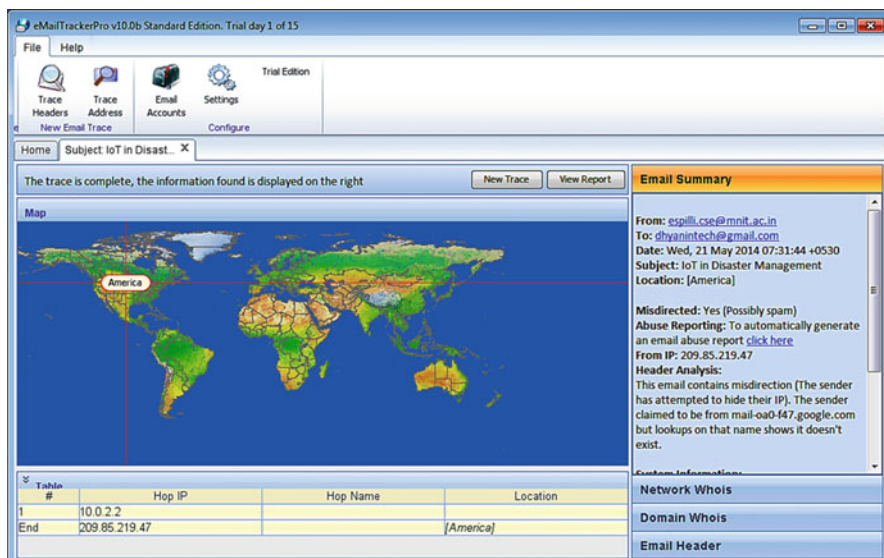 eMailTrackerPro v10.0b Standard Edition. Trial day 1 of 15
File Help
Trace Headers
Trace Address
Email Accounts
Settings
Trial Edition
New Email Trace
Configure
Home
Subject: IoT in Disast...
The trace is complete, the information found is displayed on the right
New Trace
View Report
Map
America
Table
# Hop IP Hop Name Location
1 10.0.2.2
End 209.85.219.47 [America]
Email Summary
From: espilli.cse@mnit.ac.in
To: dhyanintech@gmail.com
Date: Wed, 21 May 2014 07:31:44 +0530
Subject: IoT in Disaster Management
Location: [America]
Misdirected: Yes (Possibly spam)
Abuse Reporting: To automatically generate
an email abuse report click here
From IP: 209.85.219.47
Header Analysis:
This email contains misdirection (The sender
has attempted to hide their IP). The sender
claimed to be from mail-oa0-f47.google.com
but lookups on that name shows it doesn't
exist.
System Information:
Network Whois
Domain Whois
Email Header